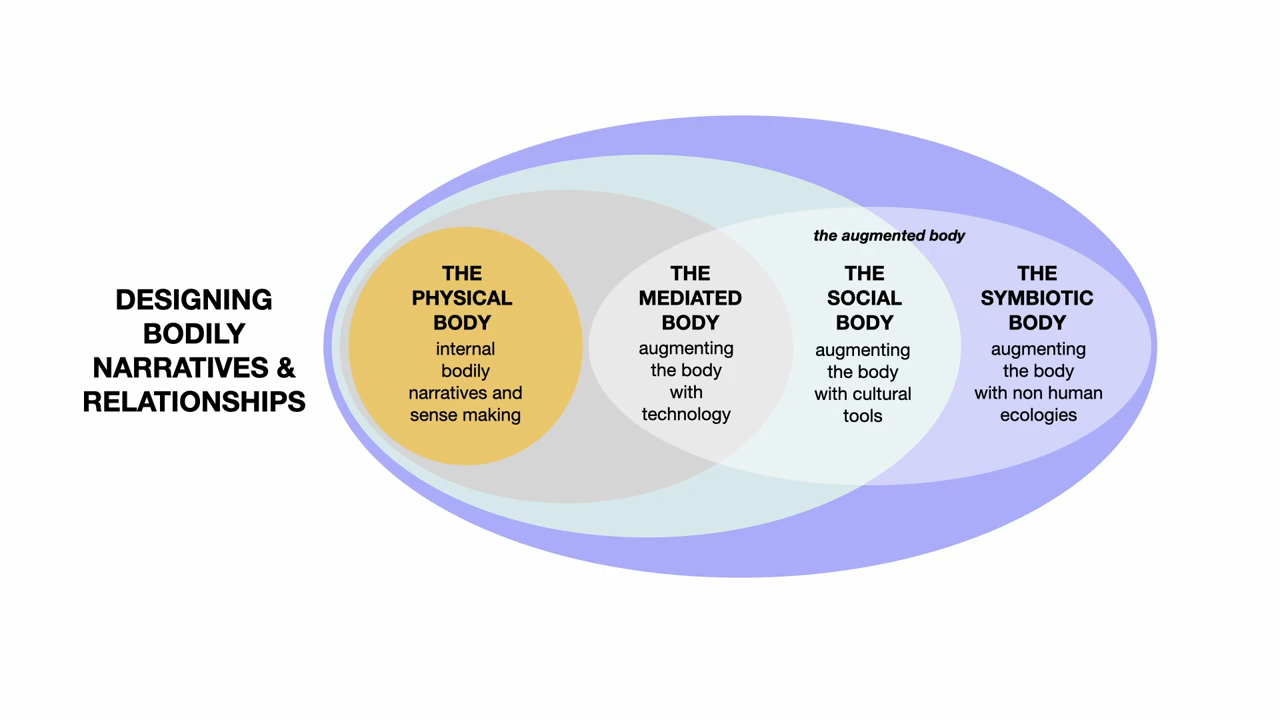 DESIGNING
BODILY
NARRATIVES &
RELATIONSHIPS
THE
PHYSICAL
BODY
internal
bodily
narratives and
sense making
the augmented body
THE
MEDIATED
BODY
augmenting
the body
with
technology
THE
SOCIAL
BODY
augmenting
the body
with cultural
tools
THE
SYMBIOTIC
BODY
augmenting
the body
with non human
ecologies